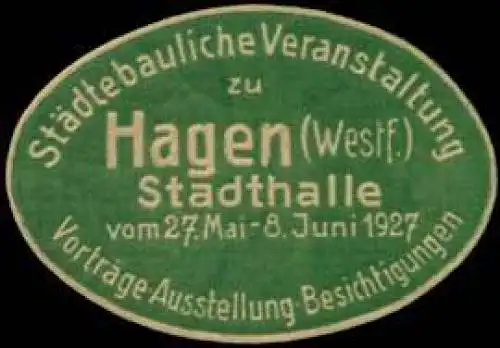 Städtebauliche Veranstaltung
zu
Hagen (Westf.)
Stadthalle
vom 27. Mai - 8. Juni 1927
Vorträge · Ausstellung · Besichtigungen